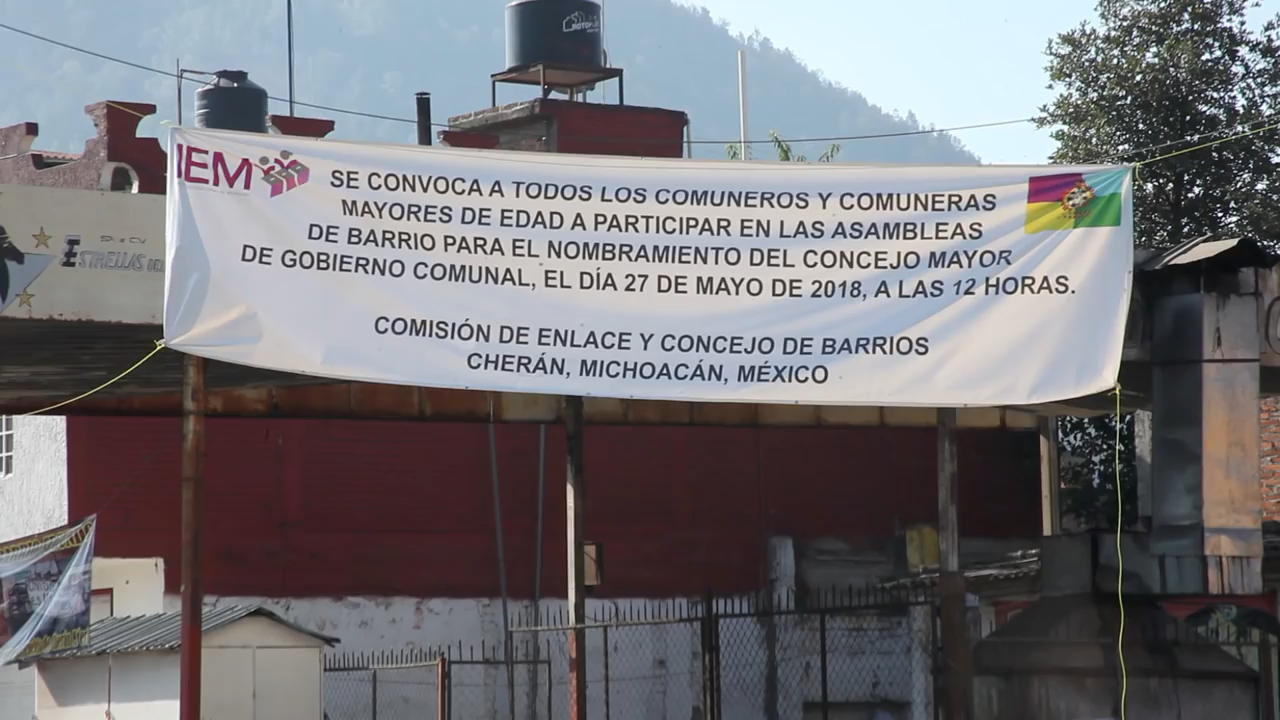 ROTOPLAS
IEM
SE CONVOCA A TODOS LOS COMUNEROS Y COMUNERAS
MAYORES DE EDAD A PARTICIPAR EN LAS ASAMBLEAS
DE BARRIO PARA EL NOMBRAMIENTO DEL CONCEJO MAYOR
DE GOBIERNO COMUNAL, EL DÍA 27 DE MAYO DE 2018, A LAS 12 HORAS.
COMISIÓN DE ENLACE Y CONCEJO DE BARRIOS
CHERÁN, MICHOACÁN, MÉXICO
ESTRELLAS